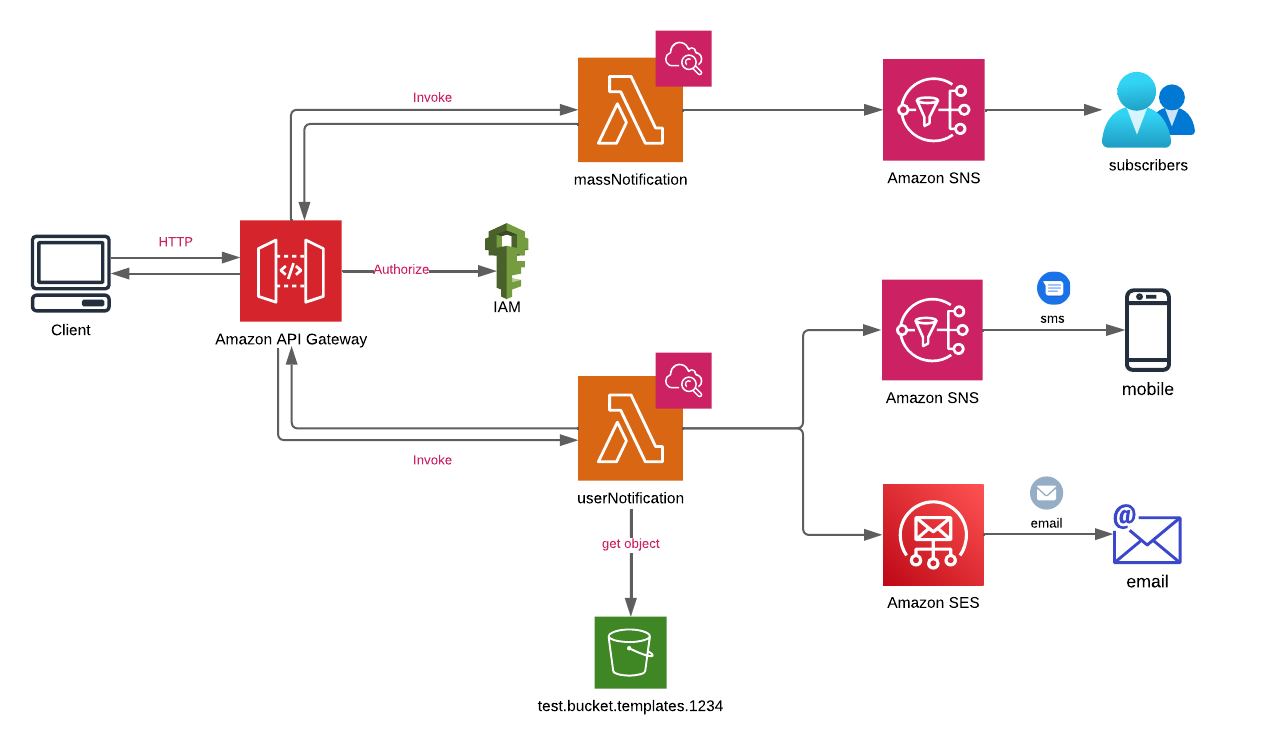 Invoke
massNotification
Amazon SNS
subscribers
HTTP
Client
Amazon API Gateway
Authorize
IAM
Invoke
userNotification
Amazon SNS
sms
mobile
Amazon SES
email
@
email
get object
test.bucket.templates.1234